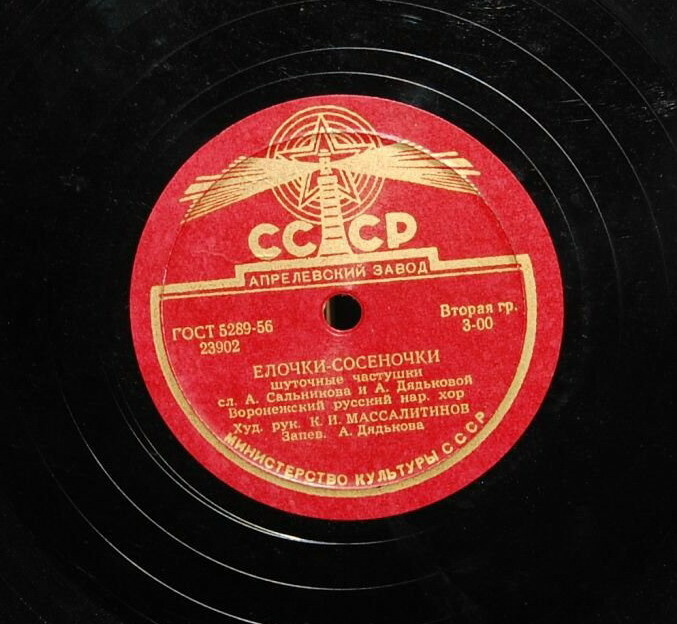 СССР
АПРЕЛЕВСКИЙ ЗАВОД
ГОСТ 5289-56
23902
Вторая гр.
3-00
ЕЛОЧКИ-СОСЕНОЧКИ
шуточные частушки
сл. А. Сальникова и А. Дядьковой
Воронежский русский нар. хор
Худ. рук. К. И. МАССАЛИТИНОВ
Запев. А. Дядькова
МИНИСТЕРСТВО КУЛЬТУРЫ СССР